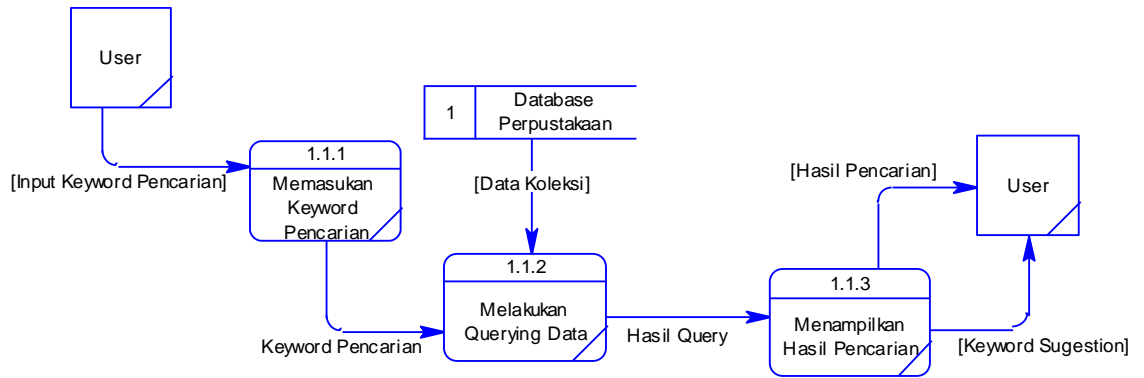 User
[Input Keyword Pencarian]
1.1.1
Memasukan
Keyword
Pencarian
1
Database
Perpustakaan
[Data Koleksi]
Keyword Pencarian
1.1.2
Melakukan
Querying Data
Hasil Query
1.1.3
Menampilkan
Hasil Pencarian
[Hasil Pencarian]
User
[Keyword Sugestion]